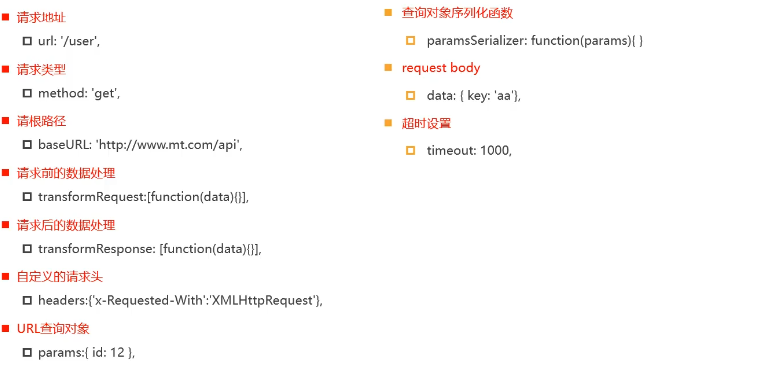 请求地址
url: '/user',
请求类型
method: 'get',
请根路径
baseURL: 'http://www.mt.com/api',
请求前的数据处理
transformRequest:[function(data){}],
请求后的数据处理
transformResponse: [function(data){}],
自定义的请求头
headers:{'x-Requested-With':'XMLHttpRequest'},
URL查询对象
params:{ id: 12 },
查询对象序列化函数
paramsSerializer: function(params){ }
request body
data: { key: 'aa'},
超时设置
timeout: 1000,